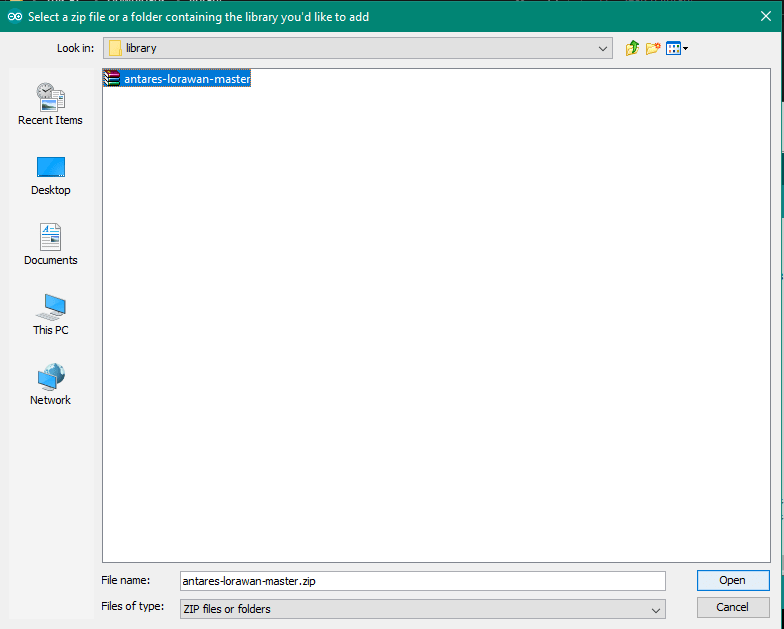 Select a zip file or a folder containing the library you'd like to add
Look in:
library
antares-lorawan-master
Recent Items
Desktop
Documents
This PC
Network
File name:
antares-lorawan-master.zip
Open
Files of type:
ZIP files or folders
Cancel